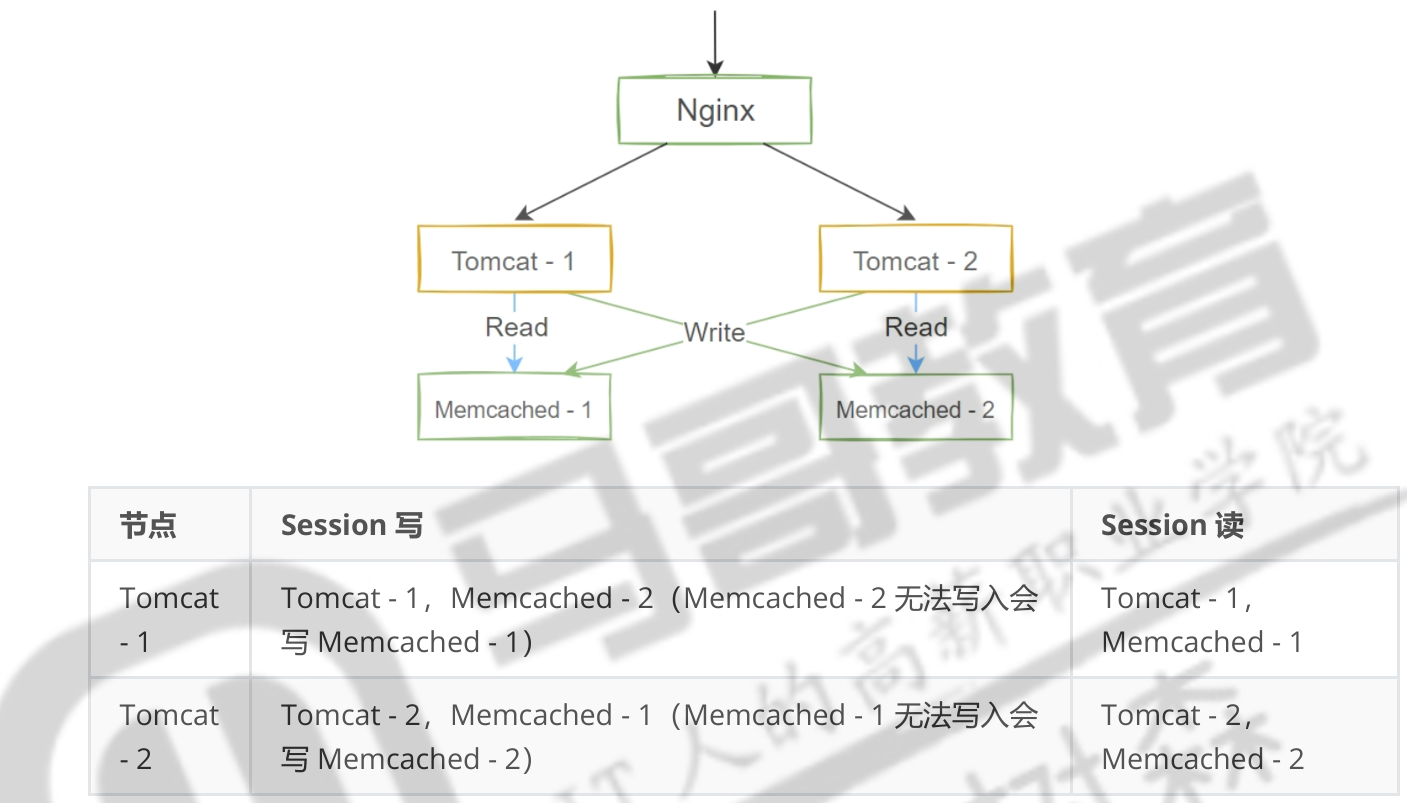 Nginx
Tomcat - 1
Tomcat - 2
Read
Write
Read
Memcached - 1
Memcached - 2
节点
Session 写
Session 读
Tomcat
- 1
Tomcat - 1，Memcached - 2（Memcached - 2 无法写入会
写 Memcached - 1）
Tomcat - 1，
Memcached - 1
Tomcat
- 2
Tomcat - 2，Memcached - 1（Memcached - 1 无法写入会
写 Memcached - 2）
Tomcat - 2，
Memcached - 2
马哥教育
IT人的高新职业学院